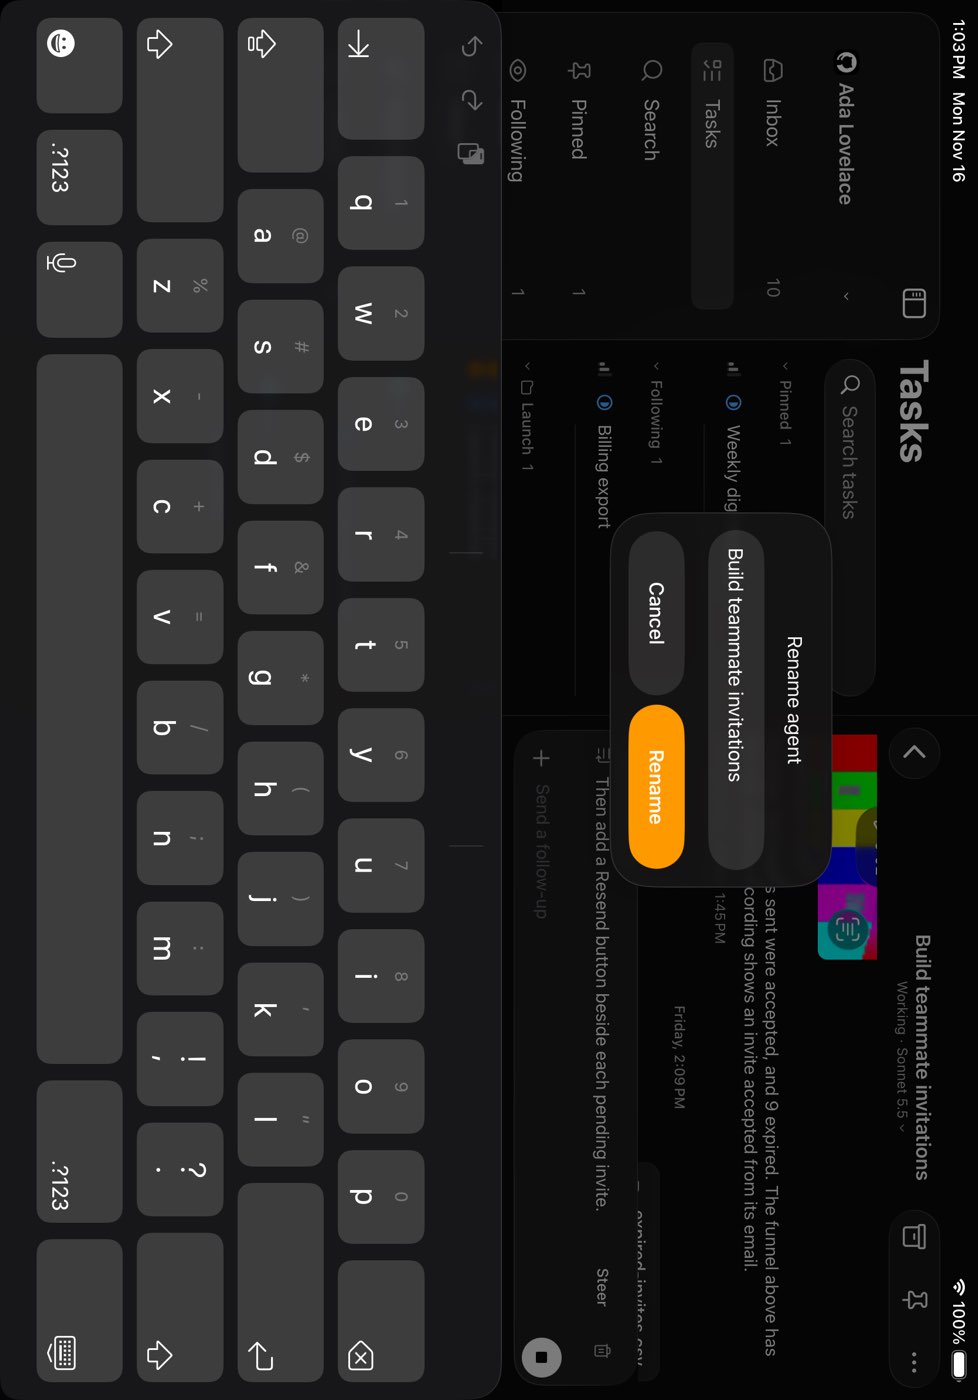 1:03 PM Mon Nov 16
100%
Ada Lovelace
Inbox 10
Tasks
Search
Pinned 1
Following 1
Tasks
Search tasks
Pinned 1
Weekly dig
Following 1
Billing export
Launch 1
Build teammate invitations
Working · Sonnet 5.5
s sent were accepted, and 9 expired. The funnel above has
cording shows an invite accepted from its email.
1:45 PM
Friday, 2:09 PM
expired-invites.csv
Then add a Resend button beside each pending invite. Steer
Send a follow-up
Rename agent
Build teammate invitations
Cancel Rename
1 2 3 4 5 6 7 8 9 0
q w e r t y u i o p
@ # $ & * ( ) ' "
a s d f g h j k l
% - + = / ; : ! ?
z x c v b n m , .
.?123 .?123